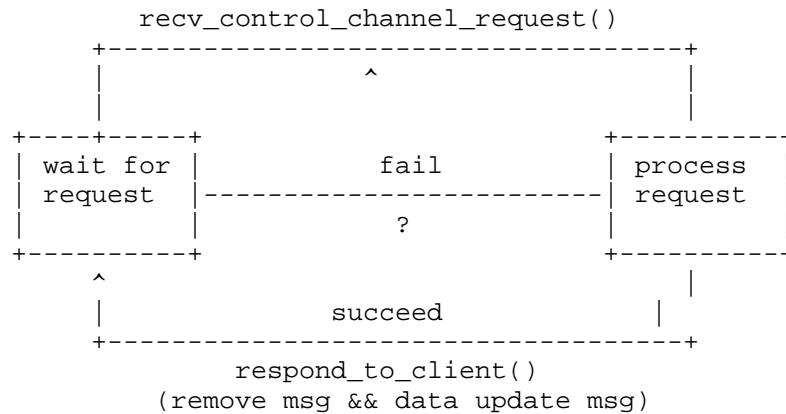 recv_control_channel_request()
^
wait for
request
fail
?
process
request
^
succeed
respond_to_client()
(remove msg && data update msg)